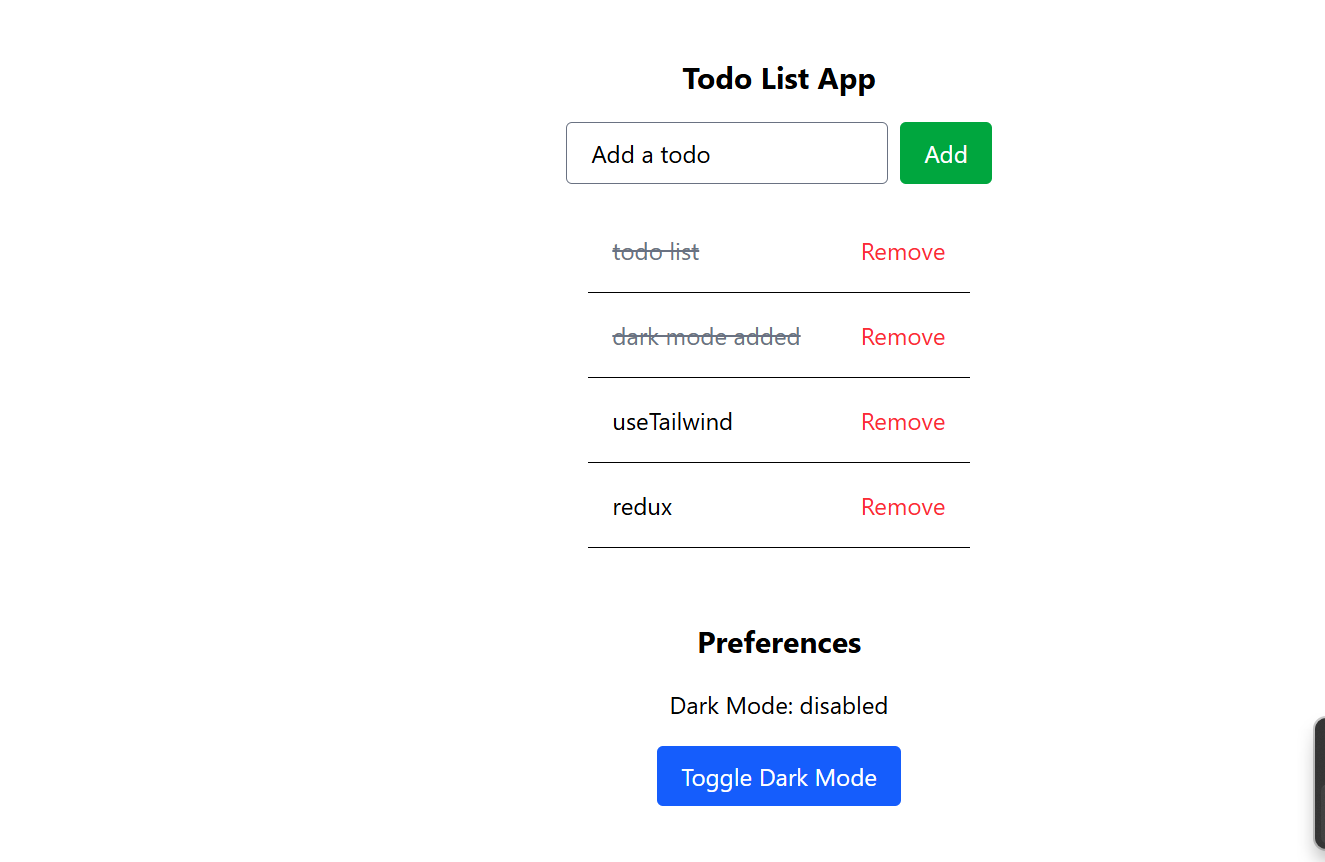 Todo List App
Add a todo
Add
todo list
Remove
dark mode added
Remove
useTailwind
Remove
redux
Remove
Preferences
Dark Mode: disabled
Toggle Dark Mode